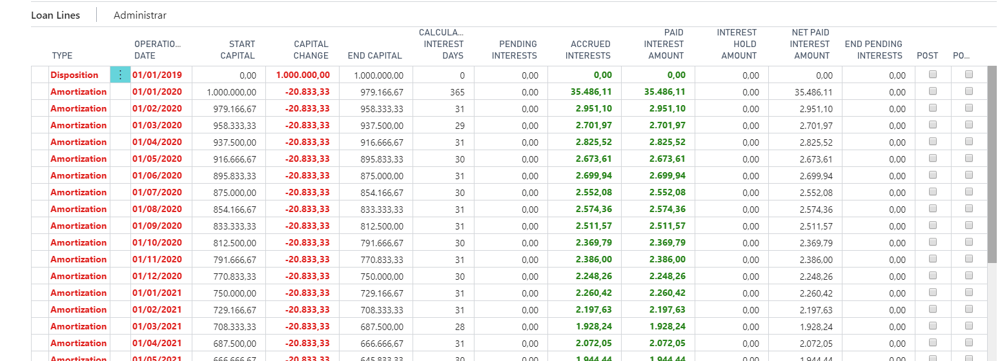 Loan Lines Administrar
TYPE OPERATIO... DATE START CAPITAL CAPITAL CHANGE END CAPITAL CALCULA... INTEREST DAYS PENDING INTERESTS ACCRUED INTERESTS PAID INTEREST AMOUNT INTEREST HOLD AMOUNT NET PAID INTEREST AMOUNT END PENDING INTERESTS POST PO...
Disposition 01/01/2019 0,00 1.000.000,00 1.000.000,00 0 0,00 0,00 0,00 0,00 0,00 0,00
Amortization 01/01/2020 1.000.000,00 -20.833,33 979.166,67 365 0,00 35.486,11 35.486,11 0,00 35.486,11 0,00
Amortization 01/02/2020 979.166,67 -20.833,33 958.333,33 31 0,00 2.951,10 2.951,10 0,00 2.951,10 0,00
Amortization 01/03/2020 958.333,33 -20.833,33 937.500,00 29 0,00 2.701,97 2.701,97 0,00 2.701,97 0,00
Amortization 01/04/2020 937.500,00 -20.833,33 916.666,67 31 0,00 2.825,52 2.825,52 0,00 2.825,52 0,00
Amortization 01/05/2020 916.666,67 -20.833,33 895.833,33 30 0,00 2.673,61 2.673,61 0,00 2.673,61 0,00
Amortization 01/06/2020 895.833,33 -20.833,33 875.000,00 31 0,00 2.699,94 2.699,94 0,00 2.699,94 0,00
Amortization 01/07/2020 875.000,00 -20.833,33 854.166,67 30 0,00 2.552,08 2.552,08 0,00 2.552,08 0,00
Amortization 01/08/2020 854.166,67 -20.833,33 833.333,33 31 0,00 2.574,36 2.574,36 0,00 2.574,36 0,00
Amortization 01/09/2020 833.333,33 -20.833,33 812.500,00 31 0,00 2.511,57 2.511,57 0,00 2.511,57 0,00
Amortization 01/10/2020 812.500,00 -20.833,33 791.666,67 30 0,00 2.369,79 2.369,79 0,00 2.369,79 0,00
Amortization 01/11/2020 791.666,67 -20.833,33 770.833,33 31 0,00 2.386,00 2.386,00 0,00 2.386,00 0,00
Amortization 01/12/2020 770.833,33 -20.833,33 750.000,00 30 0,00 2.248,26 2.248,26 0,00 2.248,26 0,00
Amortization 01/01/2021 750.000,00 -20.833,33 729.166,67 31 0,00 2.260,42 2.260,42 0,00 2.260,42 0,00
Amortization 01/02/2021 729.166,67 -20.833,33 708.333,33 31 0,00 2.197,63 2.197,63 0,00 2.197,63 0,00
Amortization 01/03/2021 708.333,33 -20.833,33 687.500,00 28 0,00 1.928,24 1.928,24 0,00 1.928,24 0,00
Amortization 01/04/2021 687.500,00 -20.833,33 666.666,67 31 0,00 2.072,05 2.072,05 0,00 2.072,05 0,00
Amortization 01/05/2021 666.666,67 -20.833,33 645.833,33 30 0,00 1.944,44 1.944,44 0,00 1.944,44 0,00